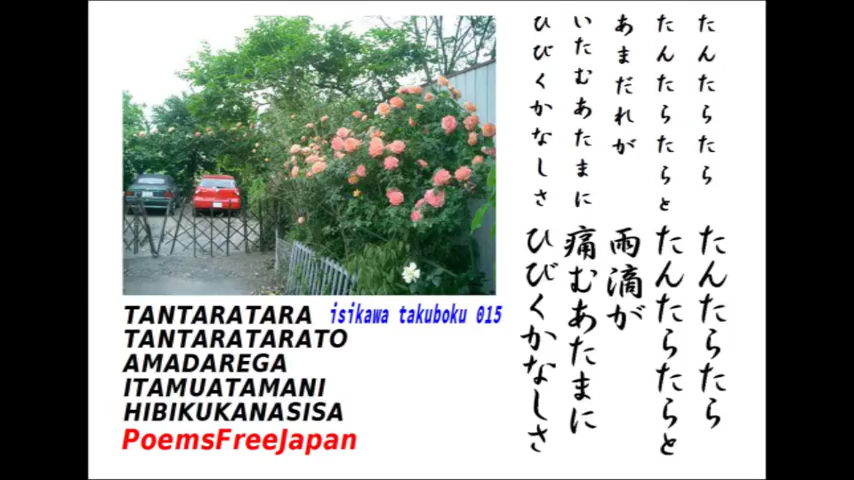 たんたらたら
たんたらたらと
あまだれが
いたむあたまに
ひびくかなしさ
たんたらたら
たんたらたらと
雨滴が
痛むあたまに
ひびくかなしさ
TANTARATARA isikawa takuboku 015
TANTARATARATO
AMADAREGA
ITAMUATAMANI
HIBIKUKANASISA
PoemsFreeJapan